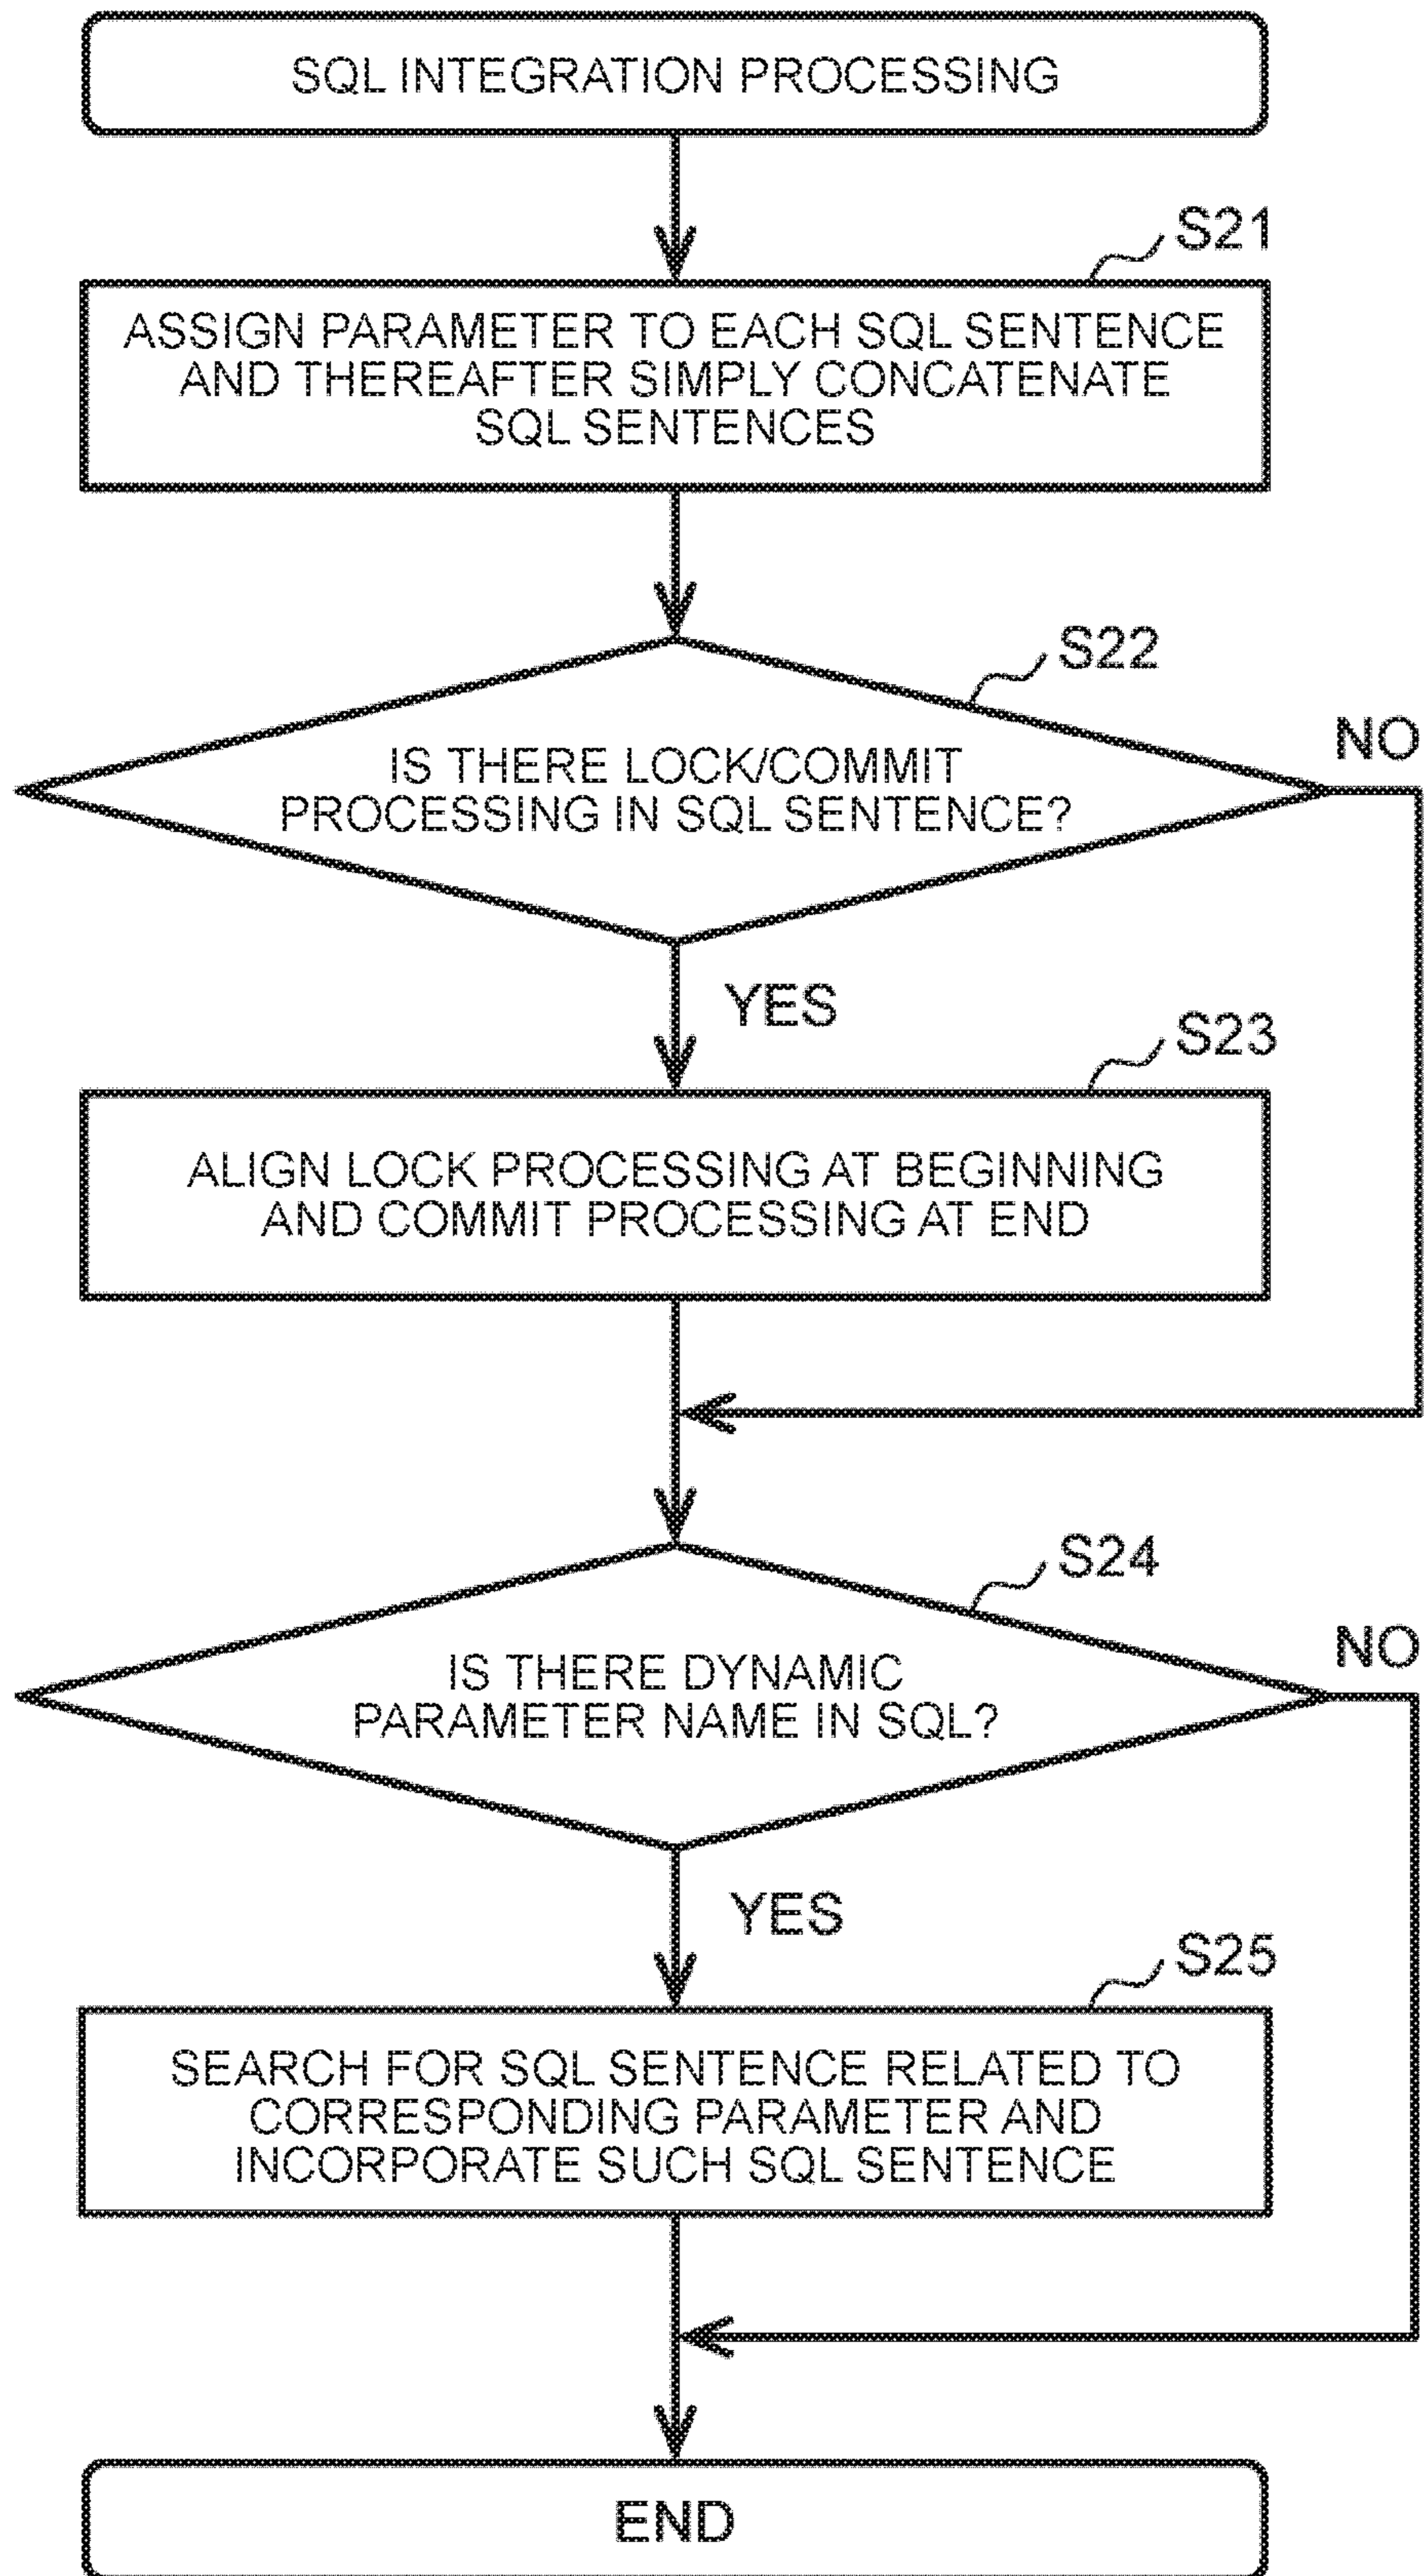 SQL INTEGRATION PROCESSING
S21
ASSIGN PARAMETER TO EACH SQL SENTENCE
AND THEREAFTER SIMPLY CONCATENATE
SQL SENTENCES
S22
NO
IS THERE LOCK/COMMIT
PROCESSING IN SQL SENTENCE?
YES
S23
ALIGN LOCK PROCESSING AT BEGINNING
AND COMMIT PROCESSING AT END
S24
NO
IS THERE DYNAMIC
PARAMETER NAME IN SQL?
YES
S25
SEARCH FOR SQL SENTENCE RELATED TO
CORRESPONDING PARAMETER AND
INCORPORATE SUCH SQL SENTENCE
END